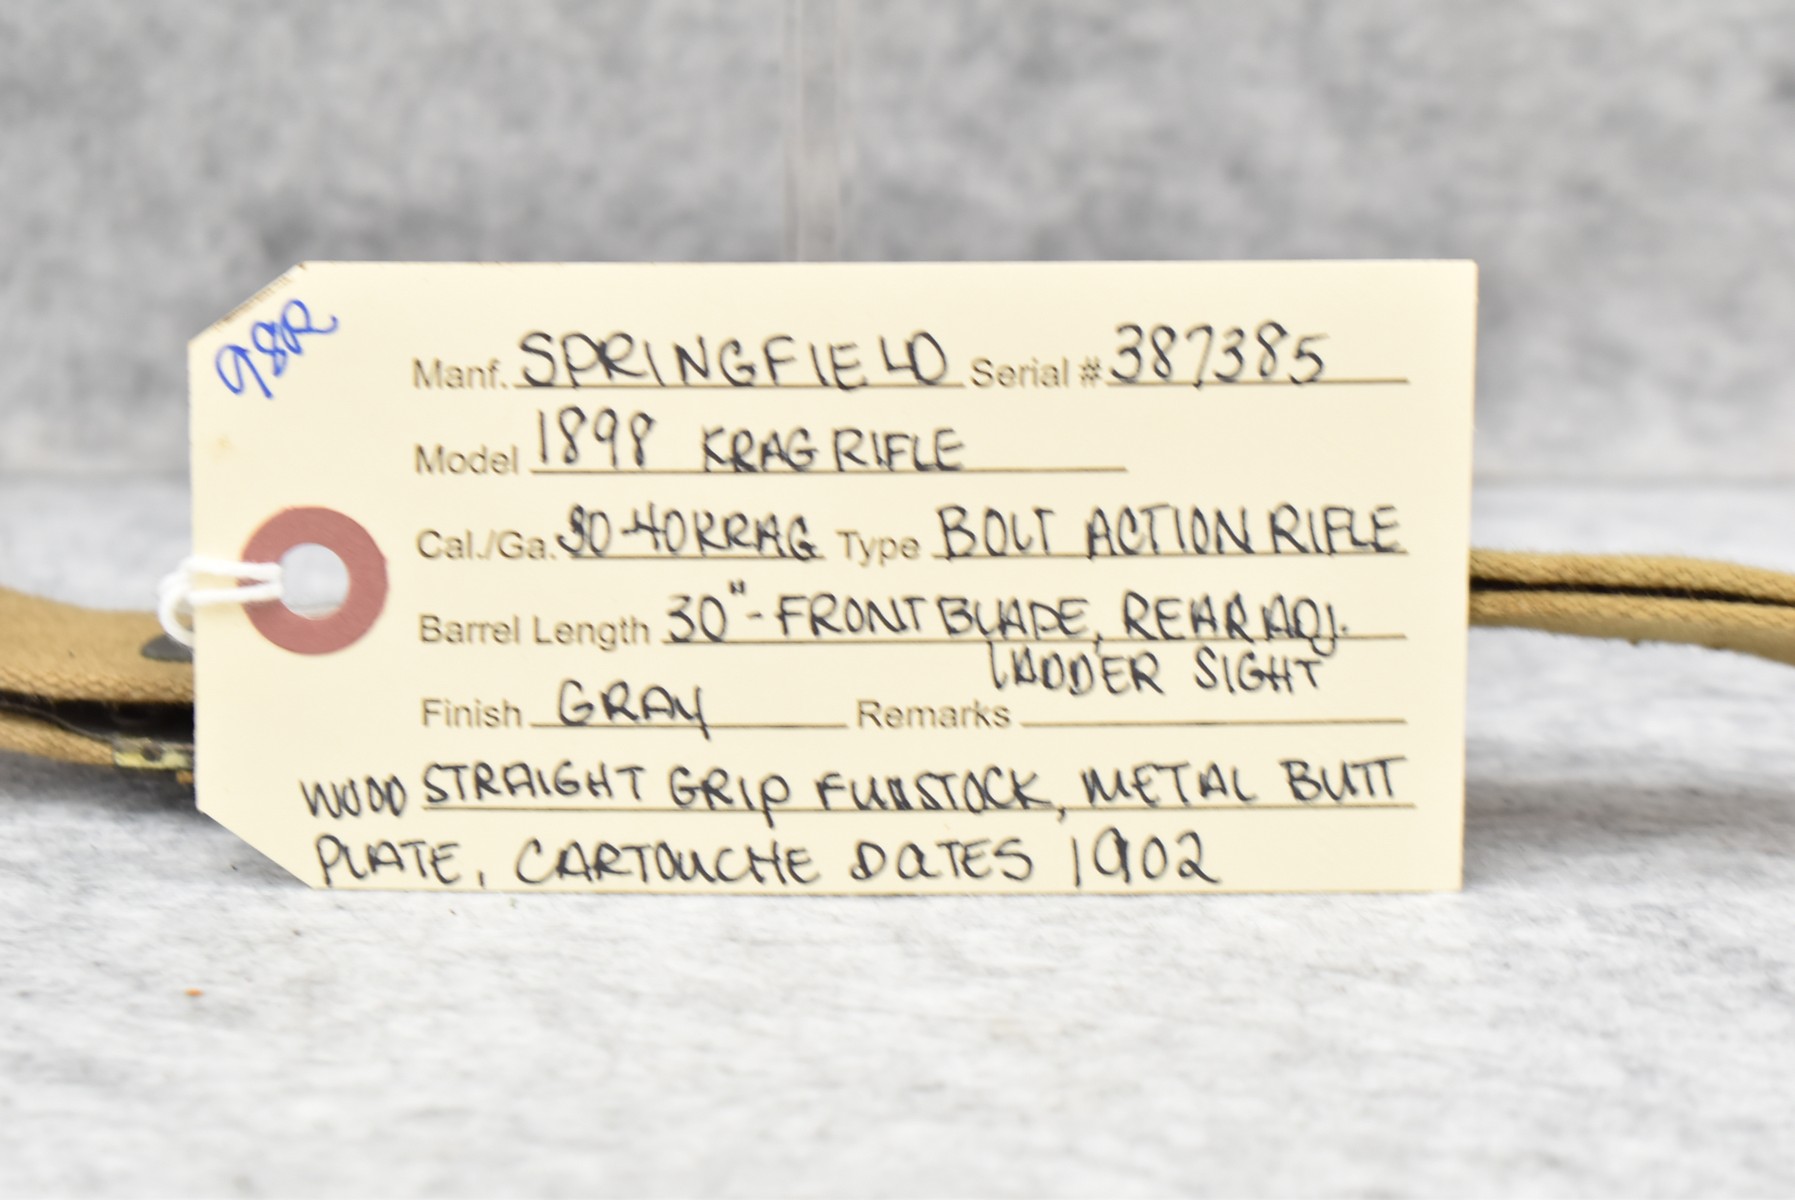 98R
Manf. SPRINGFIELD Serial # 387385
Model 1898 KRAG RIFLE
Cal./Ga. 30-40 KRAG Type BOLT ACTION RIFLE
Barrel Length 30"-FRONT BLADE, REAR ADJ.
LADDER SIGHT
Finish GRAY Remarks
WOOD STRAIGHT GRIP FULLSTOCK, METAL BUTT
PLATE, CARTOUCHE DATES 1902